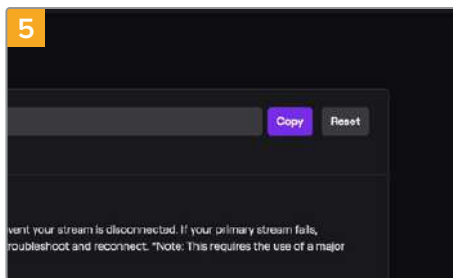 5
Copy Reset
vent your stream is disconnected. If your primary stream fails,
roubleshoot and reconnect. *Note: This requires the use of a major